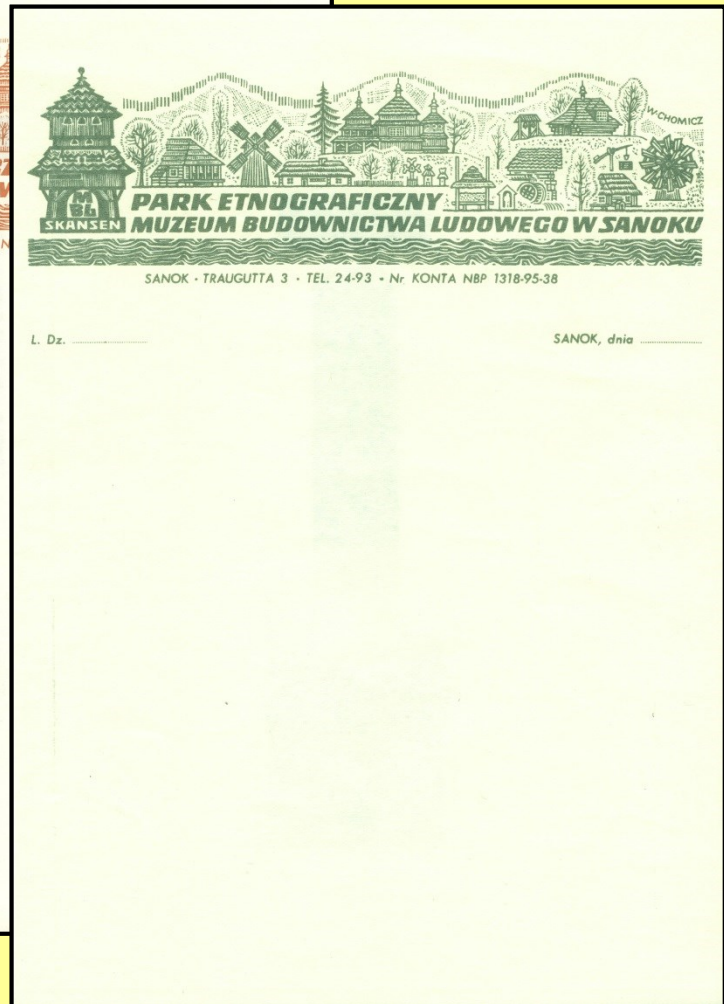 W. CHOMICZ
M
BL
SKANSEN
PARK ETNOGRAFICZNY
MUZEUM BUDOWNICTWA LUDOWEGO W SANOKU
SANOK · TRAUGUTTA 3 · TEL. 24-93 · Nr KONTA NBP 1318-95-38
L. Dz. ....................
SANOK, dnia ....................